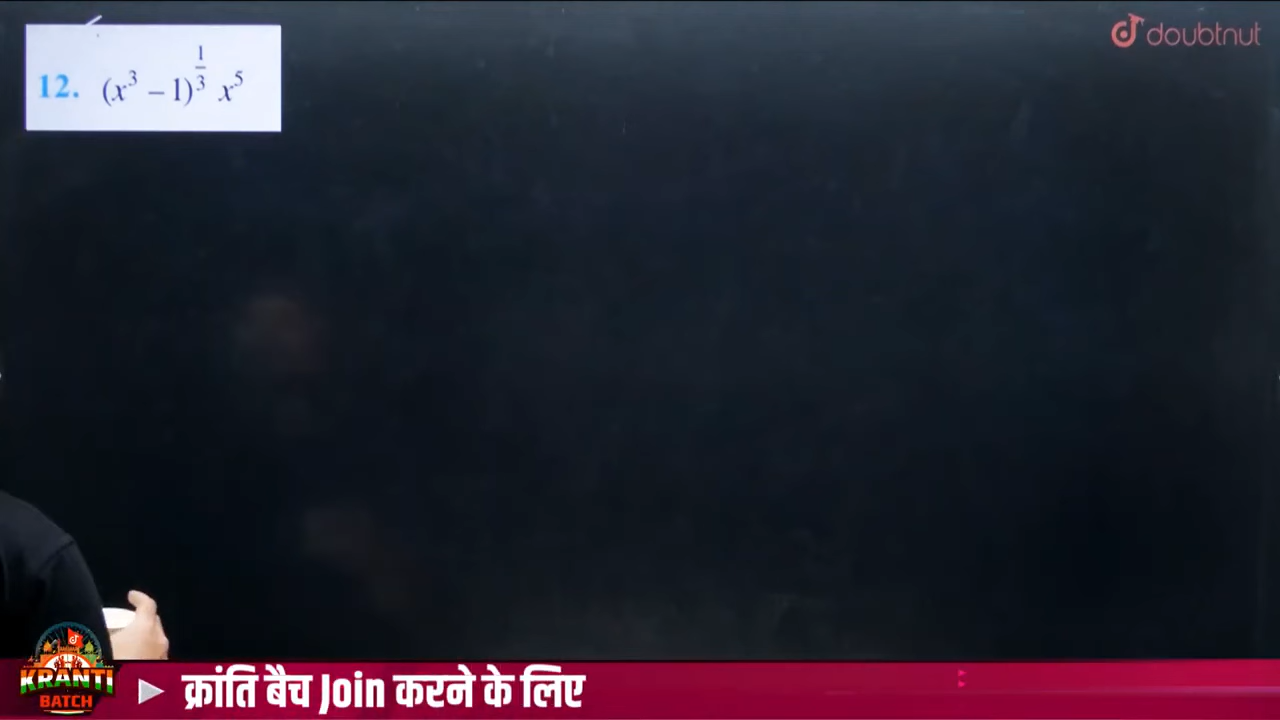 12. (x³ – 1)^{1/3} x⁵
doubtnut
KRANTI
BATCH
क्रांति बैच Join करने के लिए